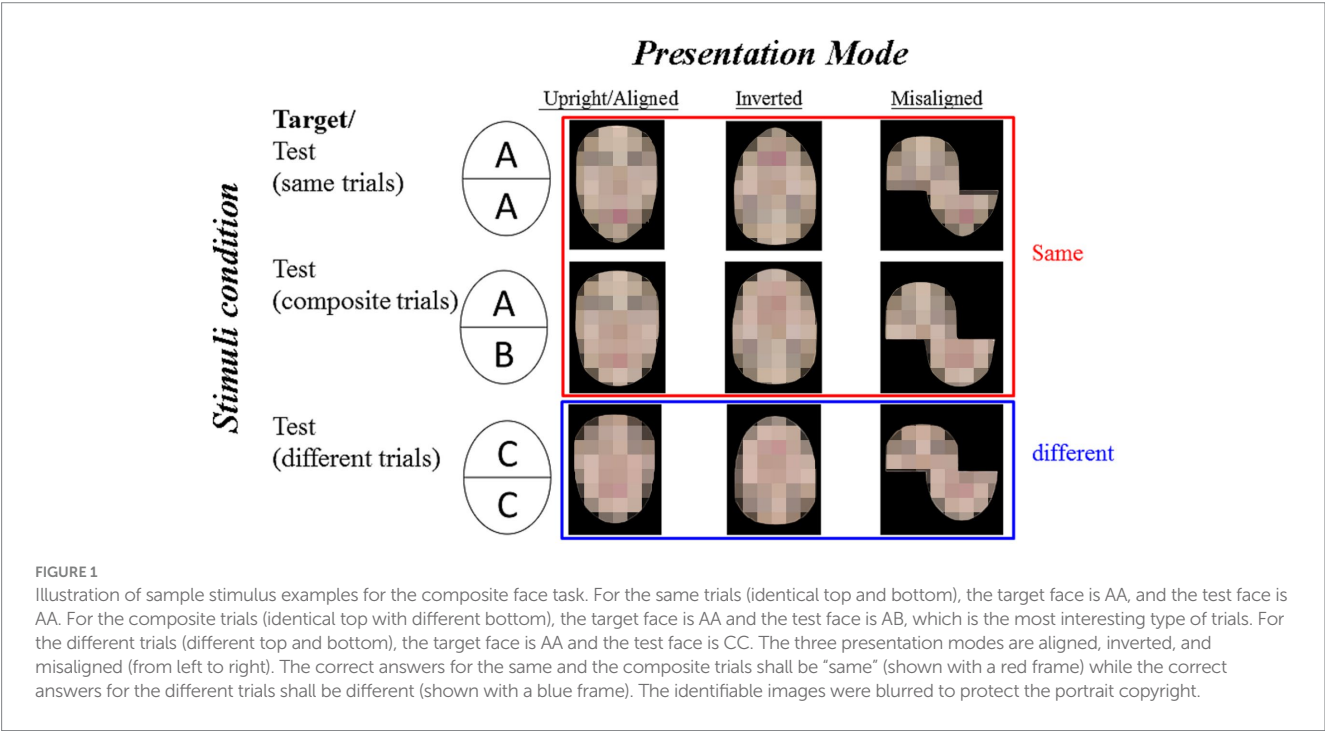 Presentation Mode
Upright/Aligned Inverted Misaligned
Stimuli condition
Target/
Test
(same trials)
A
A
Same
Test
(composite trials)
A
B
Test
(different trials)
C
C
different
FIGURE 1
Illustration of sample stimulus examples for the composite face task. For the same trials (identical top and bottom), the target face is AA, and the test face is
AA. For the composite trials (identical top with different bottom), the target face is AA and the test face is AB, which is the most interesting type of trials. For
the different trials (different top and bottom), the target face is AA and the test face is CC. The three presentation modes are aligned, inverted, and
misaligned (from left to right). The correct answers for the same and the composite trials shall be “same” (shown with a red frame) while the correct
answers for the different trials shall be different (shown with a blue frame). The identifiable images were blurred to protect the portrait copyright.